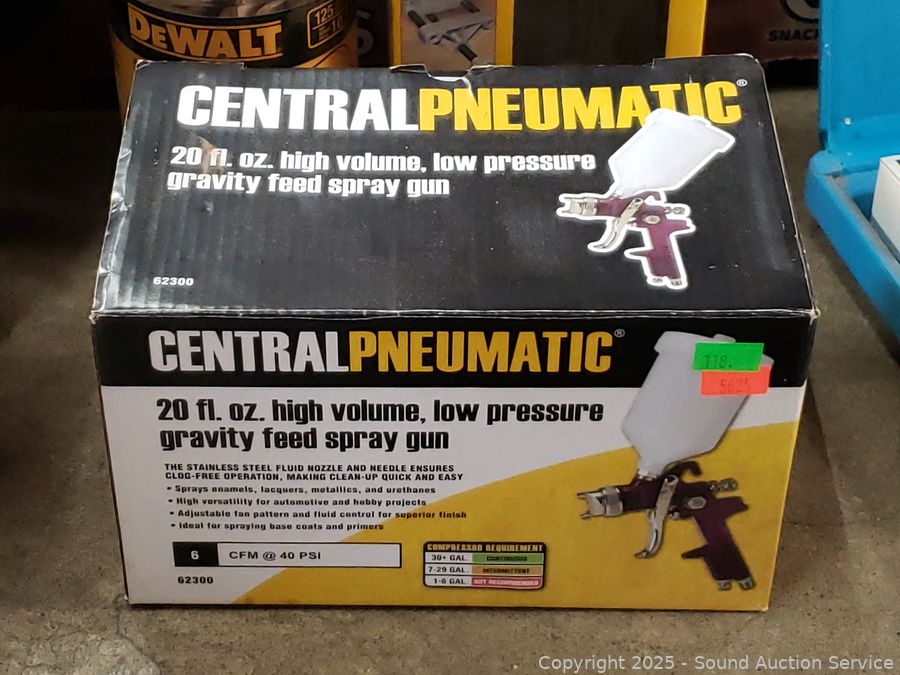 DEWALT
125
SNACK
CENTRALPNEUMATIC®
20 fl. oz. high volume, low pressure
gravity feed spray gun
62300
CENTRALPNEUMATIC®
118.
5625
20 fl. oz. high volume, low pressure
gravity feed spray gun
THE STAINLESS STEEL FLUID NOZZLE AND NEEDLE ENSURES
CLOG-FREE OPERATION, MAKING CLEAN-UP QUICK AND EASY
• Sprays enamels, lacquers, metallics, and urethanes
• High versatility for automotive and hobby projects
• Adjustable fan pattern and fluid control for superior finish
• Ideal for spraying base coats and primers
6 CFM @ 40 PSI
62300
COMPRESSOR REQUIREMENT
30+ GAL. CONTINUOUS
7-29 GAL. INTERMITTENT
1-6 GAL. NOT RECOMMENDED
Copyright 2025 - Sound Auction Service